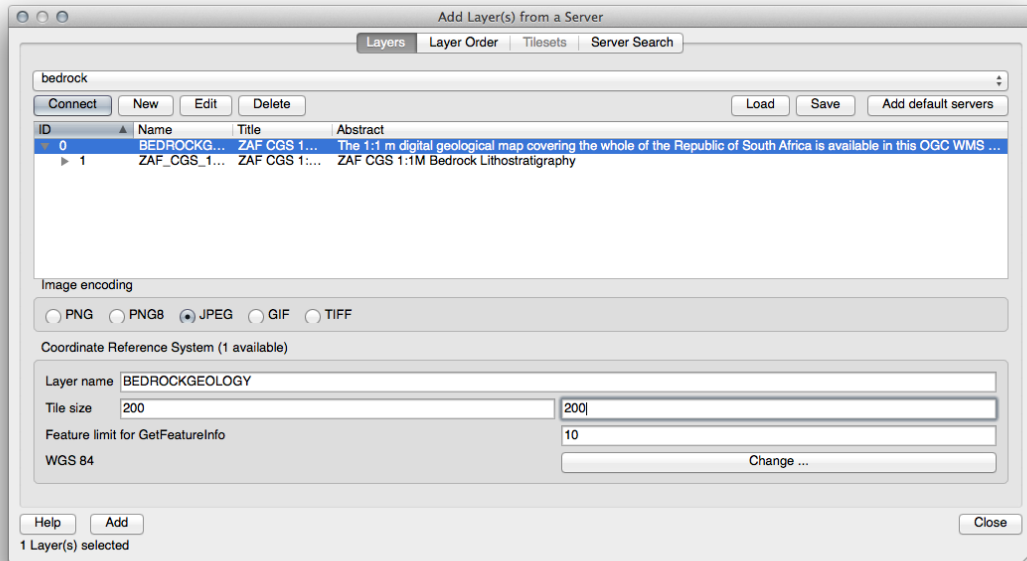 Add Layer(s) from a Server
Layers Layer Order Tilesets Server Search
bedrock
Connect New Edit Delete Load Save Add default servers
ID Name Title Abstract
0 BEDROCKG... ZAF CGS 1... The 1:1 m digital geological map covering the whole of the Republic of South Africa is available in this OGC WMS ...
1 ZAF_CGS_1... ZAF CGS 1:... ZAF CGS 1:1M Bedrock Lithostratigraphy
Image encoding
PNG PNG8 JPEG GIF TIFF
Coordinate Reference System (1 available)
Layer name BEDROCKGEOLOGY
Tile size 200 200
Feature limit for GetFeatureInfo 10
WGS 84 Change ...
Help Add Close
1 Layer(s) selected